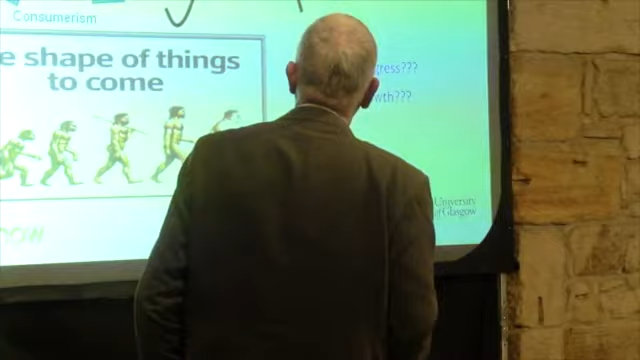 Consumerism
e shape of things
to come
gress???
wth???
University
of Glasgow